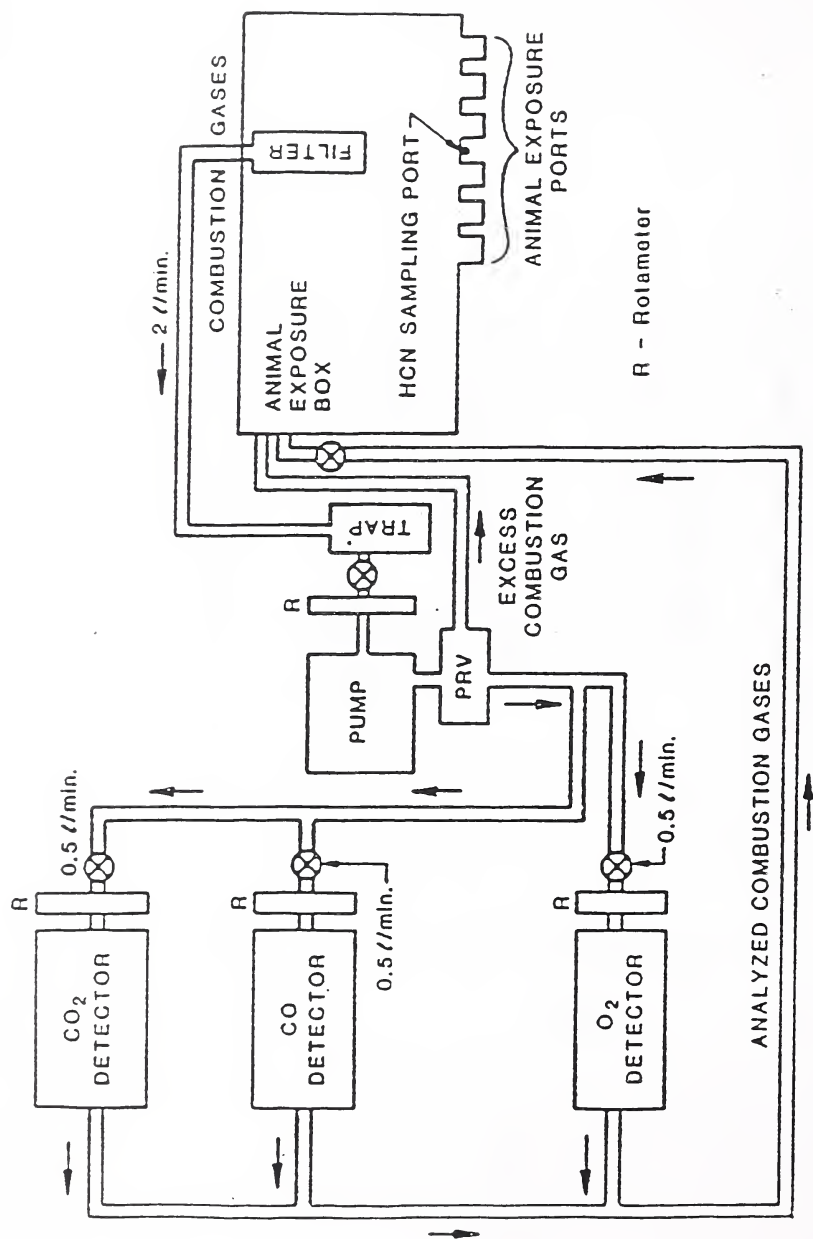 CO₂
DETECTOR
R
0.5 ℓ/min.
CO
DETECTOR
R
0.5 ℓ/min.
O₂
DETECTOR
R
0.5 ℓ/min.
PUMP
PRV
R
TRAP
EXCESS
COMBUSTION
GAS
2 ℓ/min.
COMBUSTION GASES
FILTER
ANIMAL
EXPOSURE
BOX
HCN SAMPLING PORT
ANIMAL EXPOSURE
PORTS
R - Rotameter
ANALYZED COMBUSTION GASES